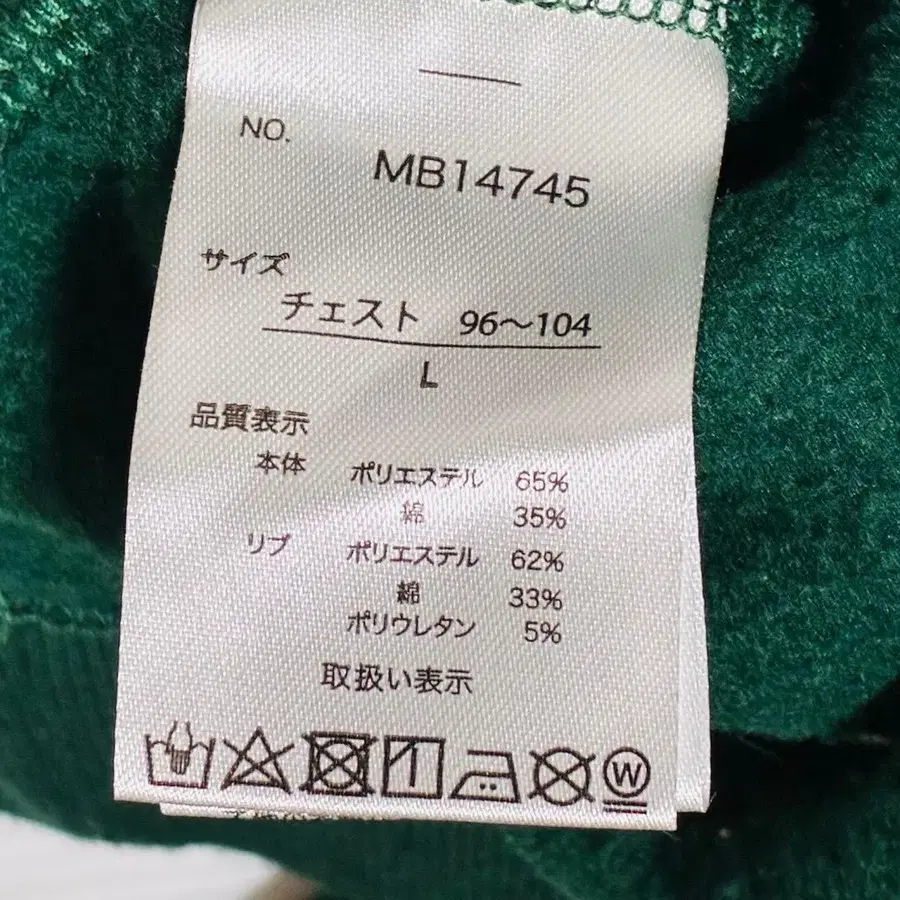 NO.
MB14745
サイズ
チェスト 96〜104
L
品質表示
本体 ポリエステル 65%
綿 35%
リブ ポリエステル 62%
綿 33%
ポリウレタン 5%
取扱い表示
W